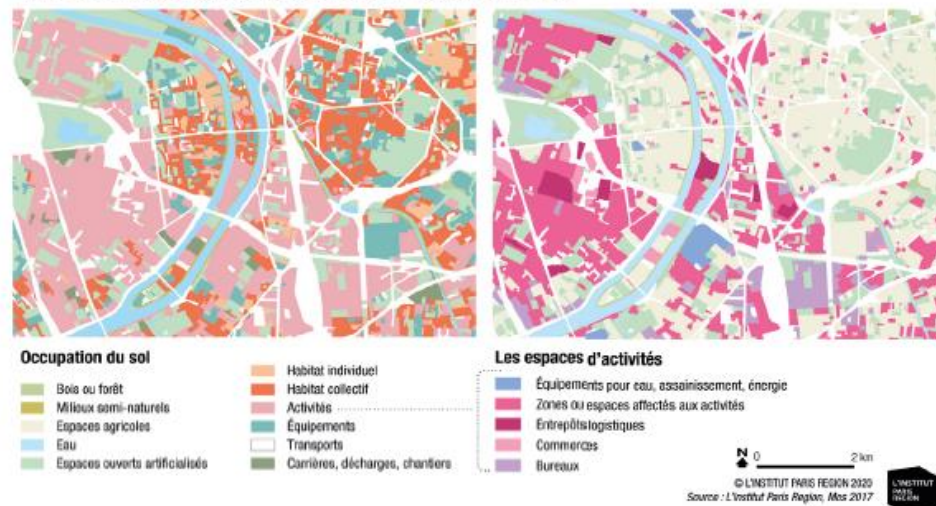 Occupation du sol
Bois ou forêt
Milieux semi-naturels
Espaces agricoles
Eau
Espaces ouverts artificialisés
Habitat individuel
Habitat collectif
Activités
Équipements
Transports
Carrières, décharges, chantiers
Les espaces d'activités
Équipements pour eau, assainissement, énergie
Zones ou espaces affectés aux activités
Entrepôts logistiques
Commerces
Bureaux
N 0 2 km
© L'INSTITUT PARIS REGION 2020
Source : L'Institut Paris Region, Mos 2017
L'INSTITUT
PARIS
REGION